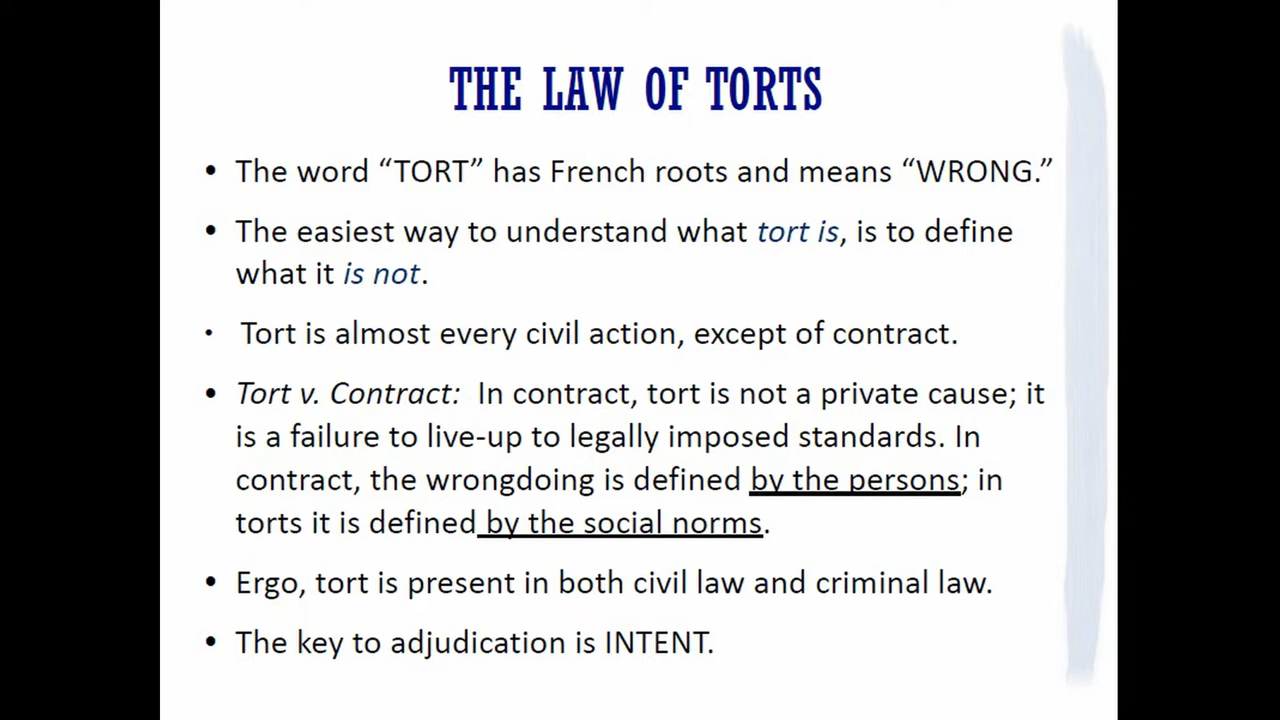 THE LAW OF TORTS
• The word “TORT” has French roots and means “WRONG.”
• The easiest way to understand what tort is, is to define
what it is not.
• Tort is almost every civil action, except of contract.
• Tort v. Contract: In contract, tort is not a private cause; it
is a failure to live-up to legally imposed standards. In
contract, the wrongdoing is defined by the persons; in
torts it is defined by the social norms.
• Ergo, tort is present in both civil law and criminal law.
• The key to adjudication is INTENT.